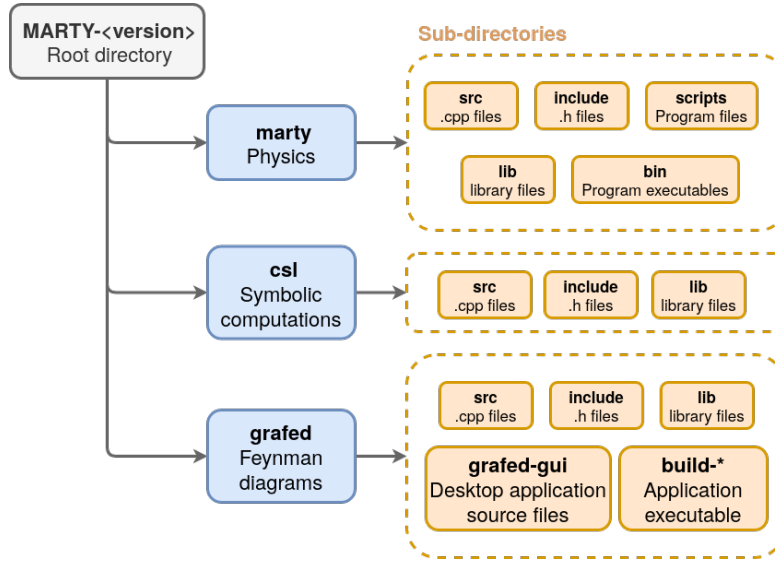 MARTY-<version>
Root directory
Sub-directories
marty
Physics
src
.cpp files
include
.h files
scripts
Program files
lib
library files
bin
Program executables
csl
Symbolic
computations
src
.cpp files
include
.h files
lib
library files
grafed
Feynman
diagrams
src
.cpp files
include
.h files
lib
library files
grafed-gui
Desktop application
source files
build-*
Application
executable